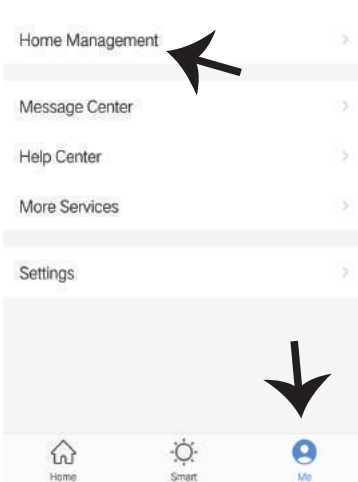 Home Management
Message Center
Help Center
More Services
Settings
Home
Smart
Me